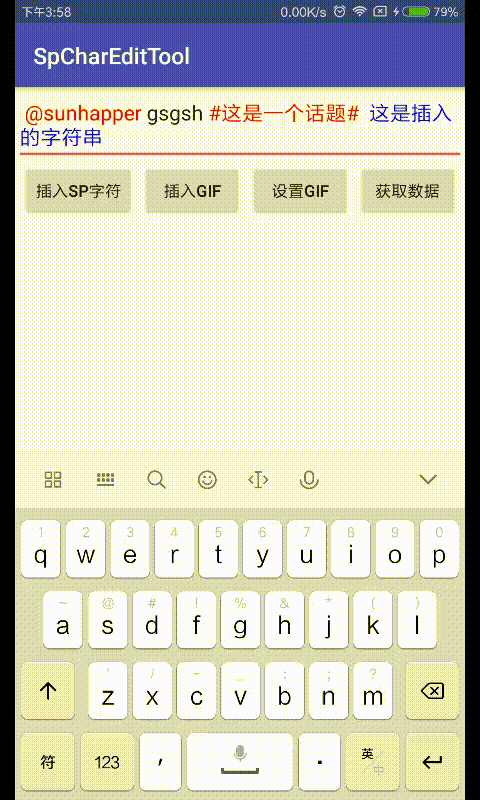 下午3:58 0.00K/s 79%
SpCharEditTool
@sunhapper gsgsh #这是一个话题# 这是插入
的字符串
插入SP字符 插入GIF 设置GIF 获取数据
1 2 3 4 5 6 7 8 9 0
q w e r t y u i o p
~ @ # ! % & * ( )
a s d f g h j k l
' / - _ : ; ?
z x c v b n m
符 123 , . 英/中